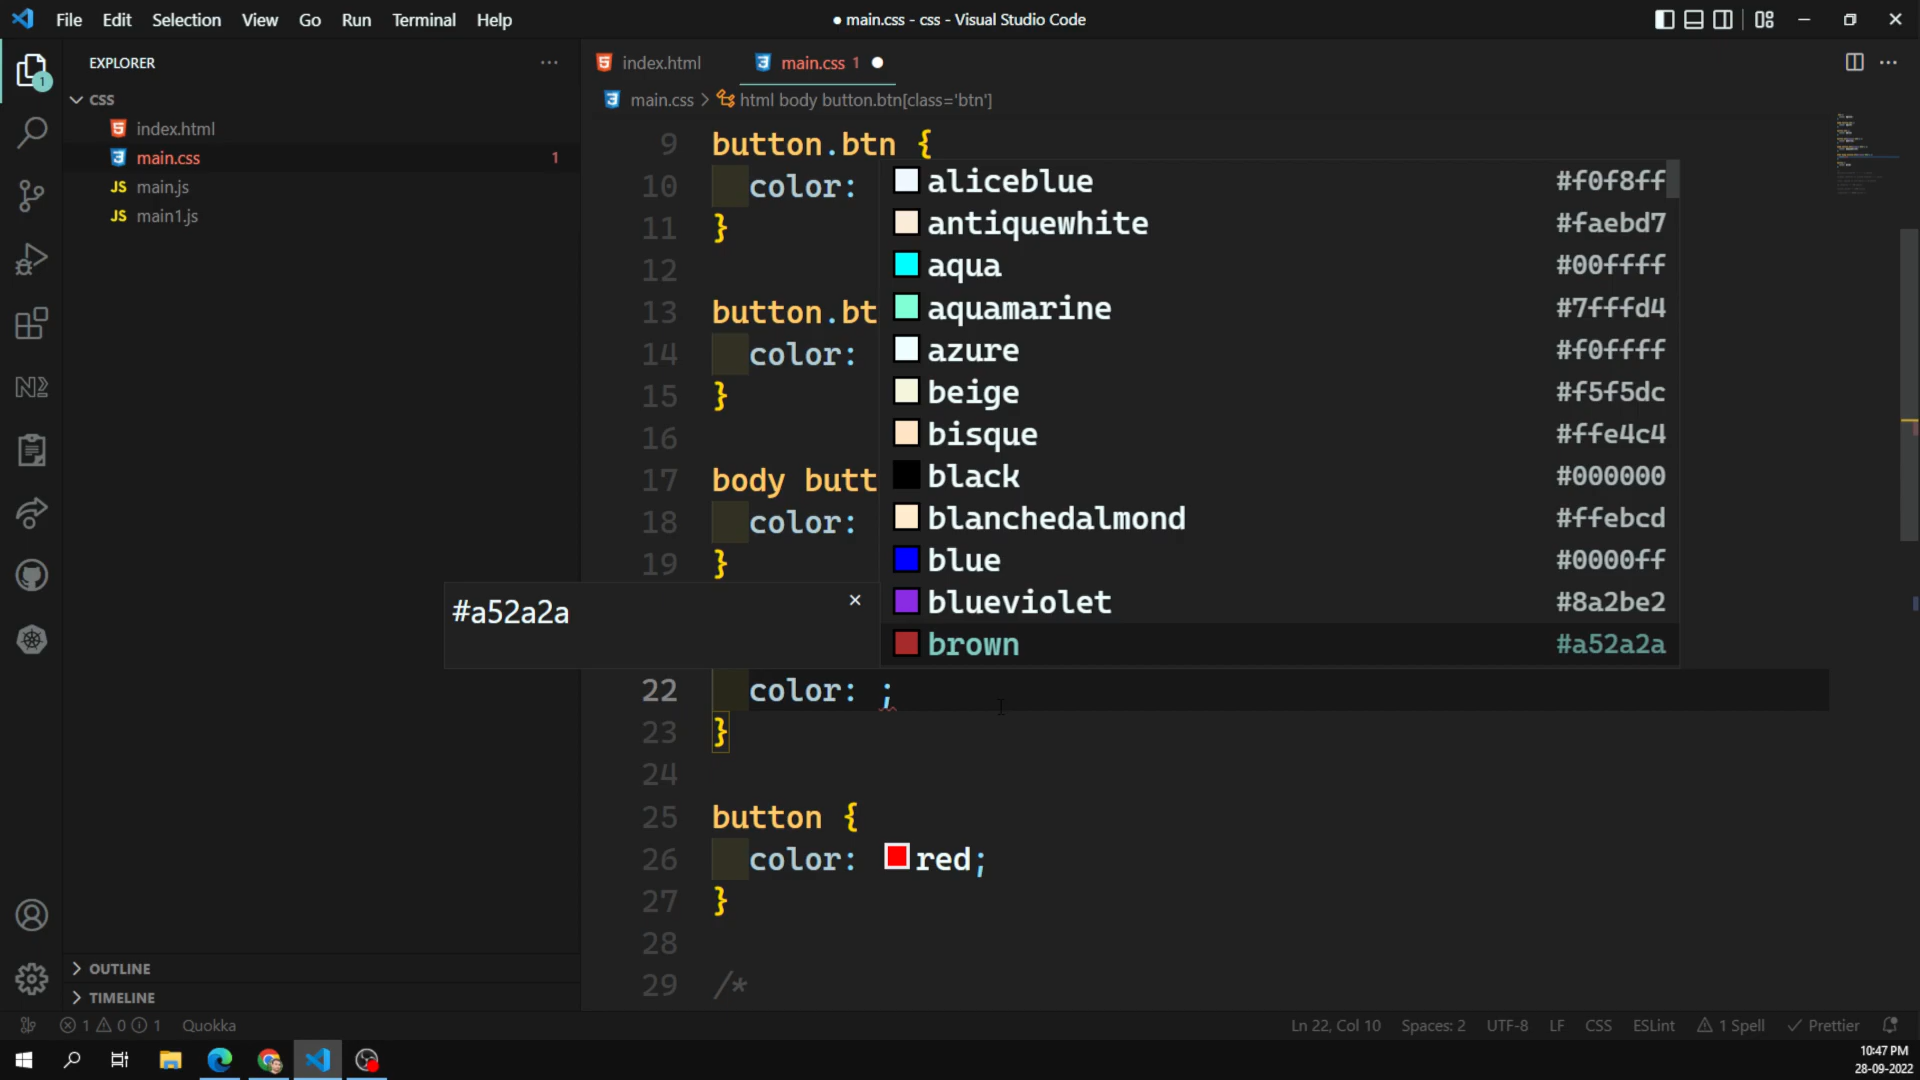 File Edit Selection View Go Run Terminal Help
● main.css - css - Visual Studio Code
EXPLORER
CSS
index.html
main.css 1
JS main.js
JS main1.js
OUTLINE
TIMELINE
index.html
main.css 1
main.css > html body button.btn[class='btn']
9 button.btn {
10 color:
11 }
12
13 button.bt
14 color:
15 }
16
17 body butt
18 color:
19 }
aliceblue #f0f8ff
antiquewhite #faebd7
aqua #00ffff
aquamarine #7fffd4
azure #f0ffff
beige #f5f5dc
bisque #ffe4c4
black #000000
blanchedalmond #ffebcd
blue #0000ff
blueviolet #8a2be2
brown #a52a2a
#a52a2a ×
22 color: ;
23 }
24
25 button {
26 color: red;
27 }
28
29 /*
1 0 1 Quokka
Ln 22, Col 10 Spaces: 2 UTF-8 LF CSS ESLint 1 Spell Prettier
10:47 PM
28-09-2022